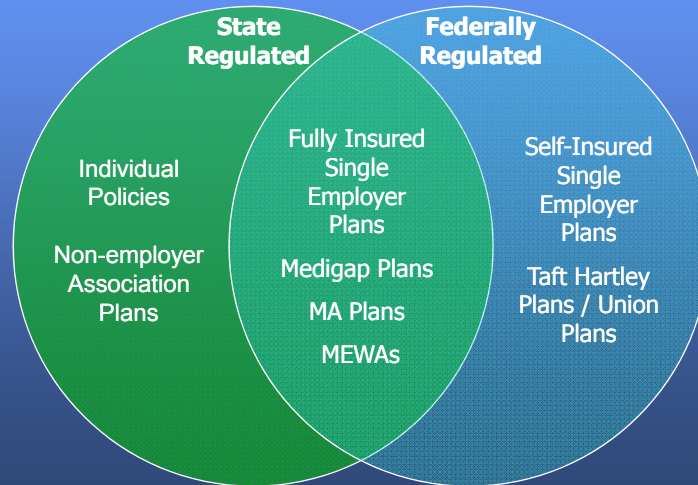 State
Regulated
Federally
Regulated
Individual
Policies
Non-employer
Association
Plans
Fully Insured
Single
Employer
Plans
Medigap Plans
MA Plans
MEWAs
Self-Insured
Single
Employer
Plans
Taft Hartley
Plans / Union
Plans